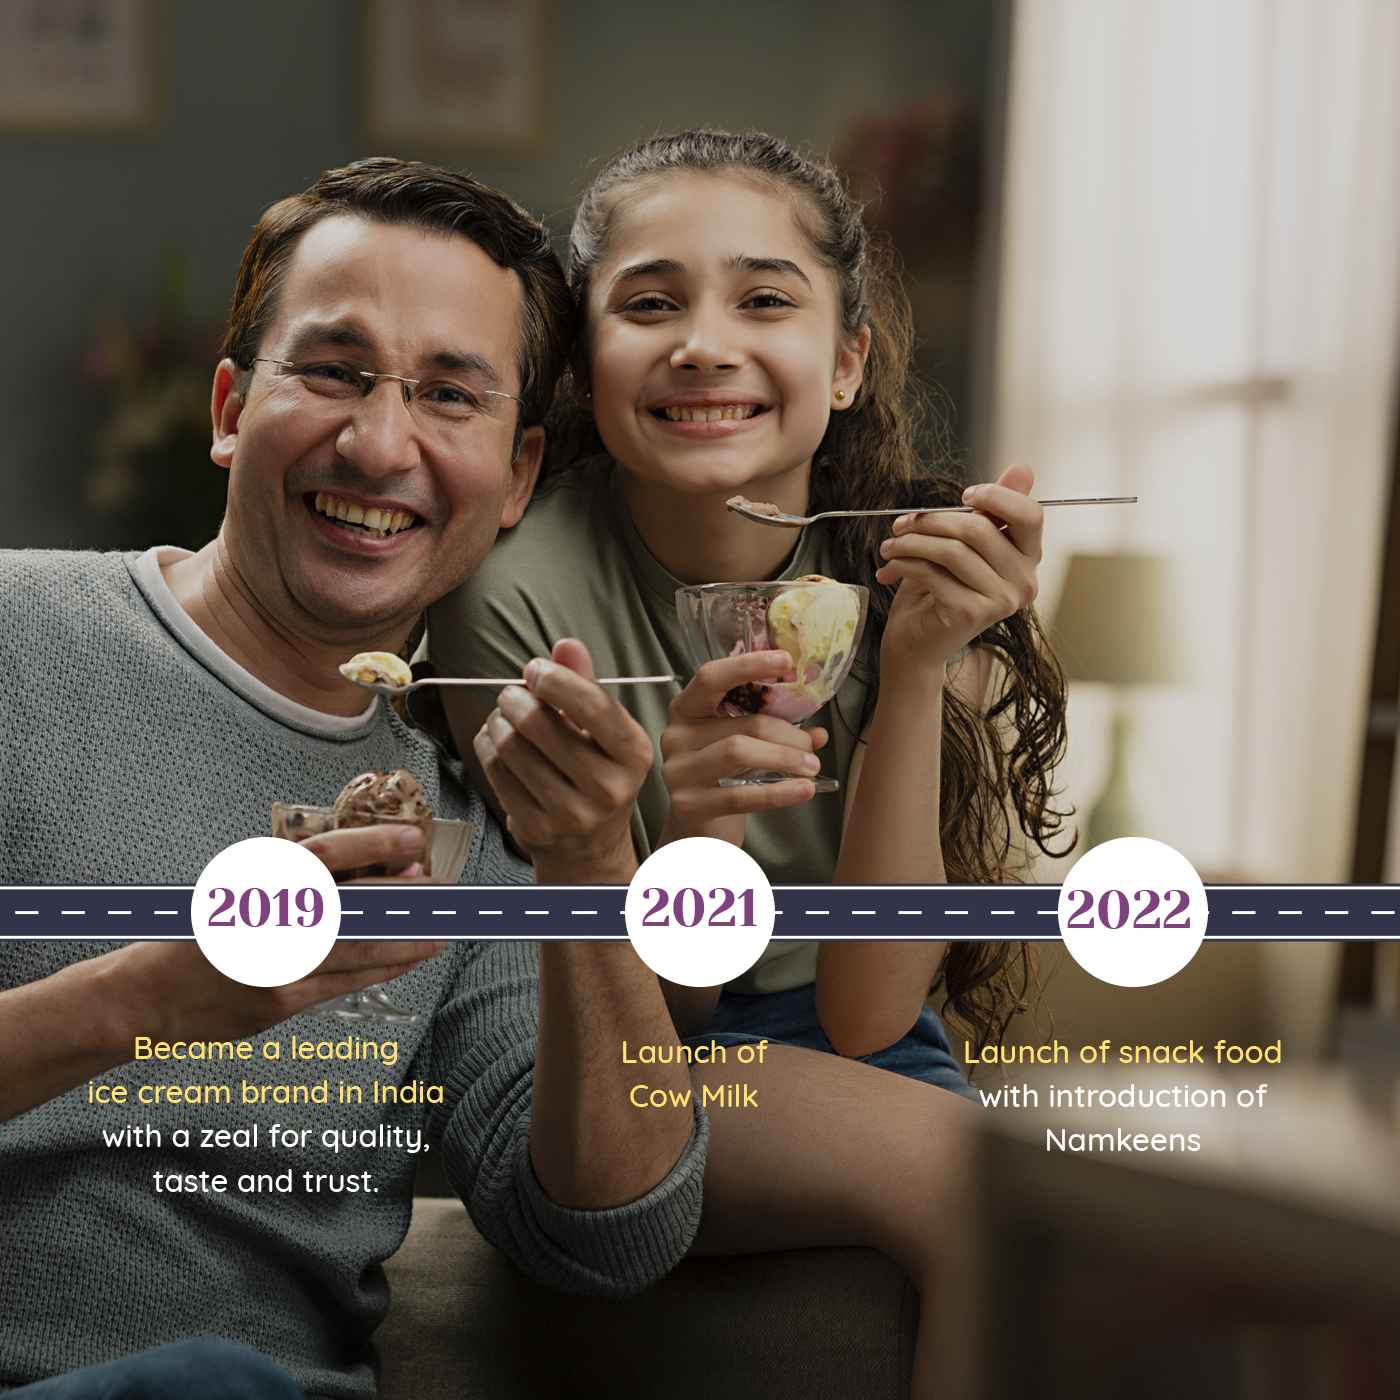 2019
Became a leading
ice cream brand in India
with a zeal for quality,
taste and trust.
2021
Launch of
Cow Milk
2022
Launch of snack food
with introduction of
Namkeens